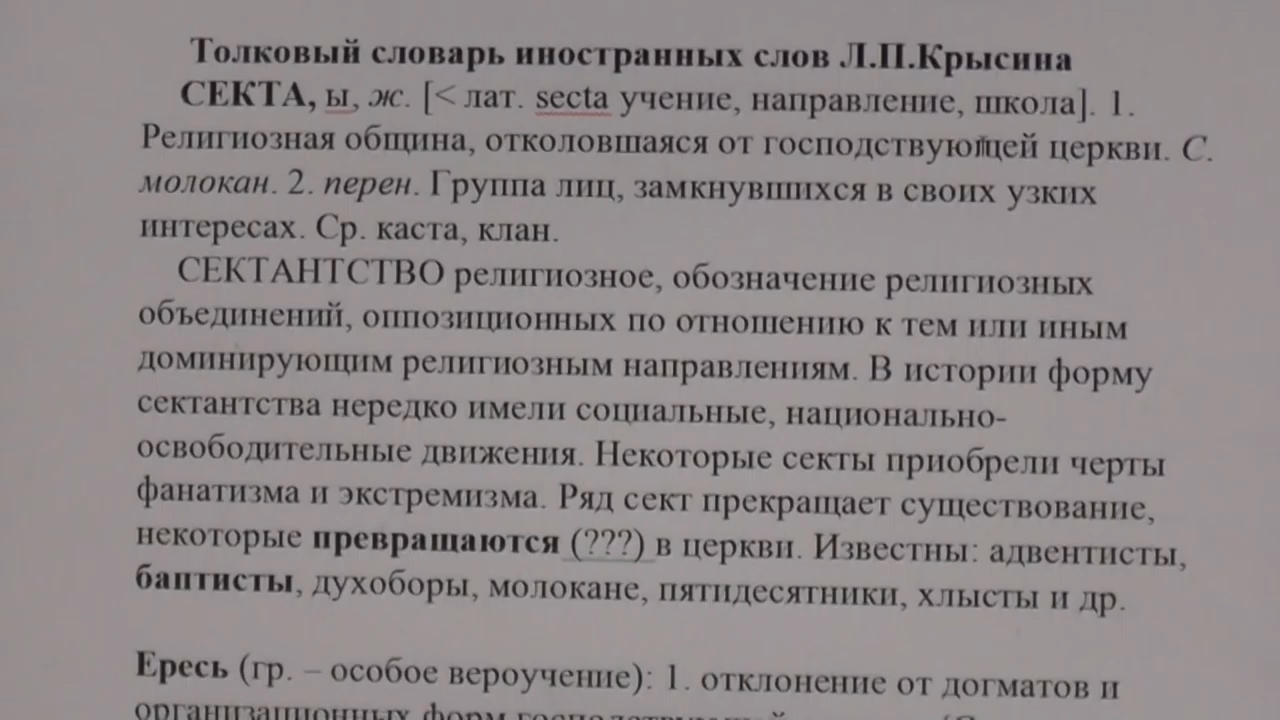 Толковый словарь иностранных слов Л.П.Крысина
СЕКТА, ы, ж. [< лат. secta учение, направление, школа]. 1.
Религиозная община, отколовшаяся от господствующей церкви. С.
молокан. 2. перен. Группа лиц, замкнувшихся в своих узких
интересах. Ср. каста, клан.
СЕКТАНТСТВО религиозное, обозначение религиозных
объединений, оппозиционных по отношению к тем или иным
доминирующим религиозным направлениям. В истории форму
сектантства нередко имели социальные, национально-
освободительные движения. Некоторые секты приобрели черты
фанатизма и экстремизма. Ряд сект прекращает существование,
некоторые превращаются (???) в церкви. Известны: адвентисты,
баптисты, духоборы, молокане, пятидесятники, хлысты и др.
Ересь (гр. – особое вероучение): 1. отклонение от догматов и
организационных форм